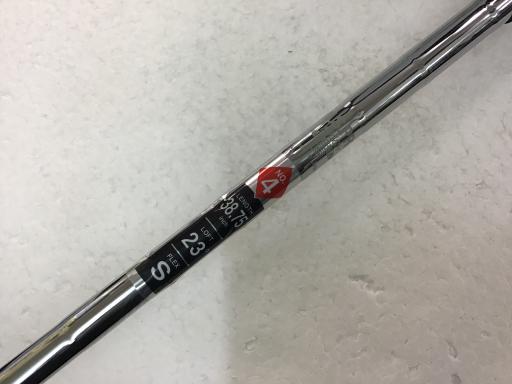 NO.
4
LENGTH
38.75
inch
LOFT
23°
FLEX
S